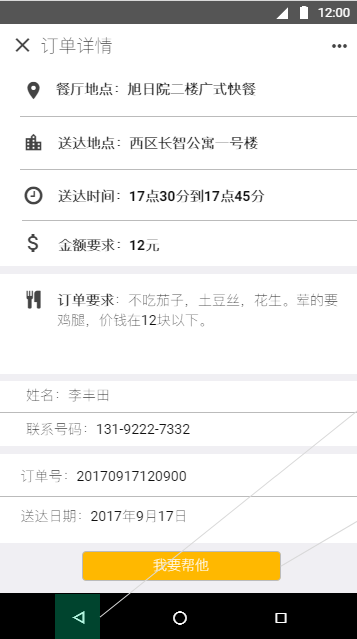 12:00
订单详情
餐厅地点：旭日院二楼广式快餐
送达地点：西区长智公寓一号楼
送达时间：17点30分到17点45分
金额要求：12元
订单要求：不吃茄子，土豆丝，花生。荤的要
鸡腿，价钱在12块以下。
姓名：李丰田
联系号码：131-9222-7332
订单号：20170917120900
送达日期：2017年9月17日
我要帮他